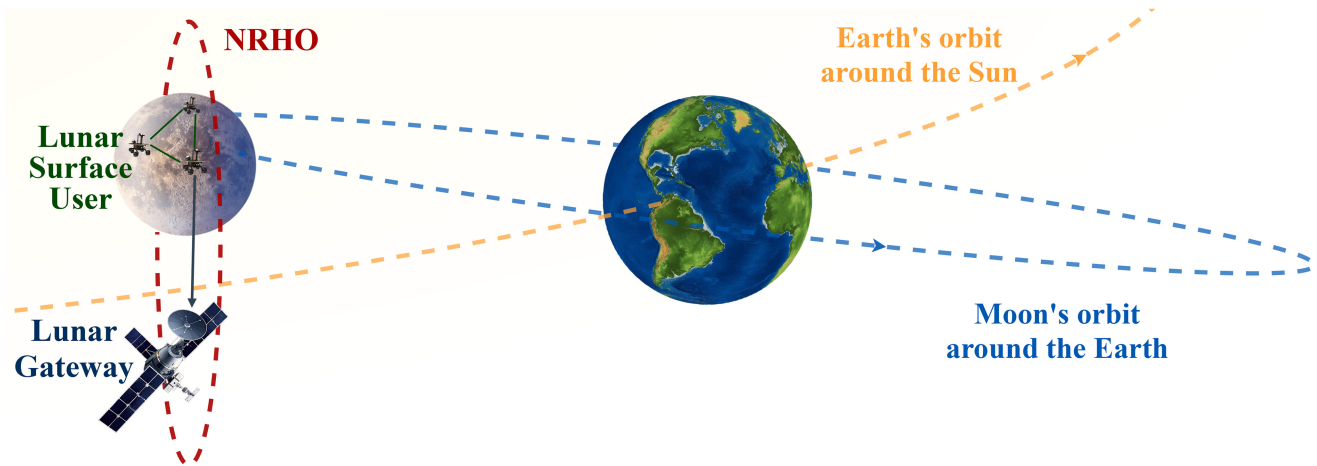 NRHO
Earth's orbit
around the Sun
Lunar
Surface
User
Lunar
Gateway
Moon's orbit
around the Earth